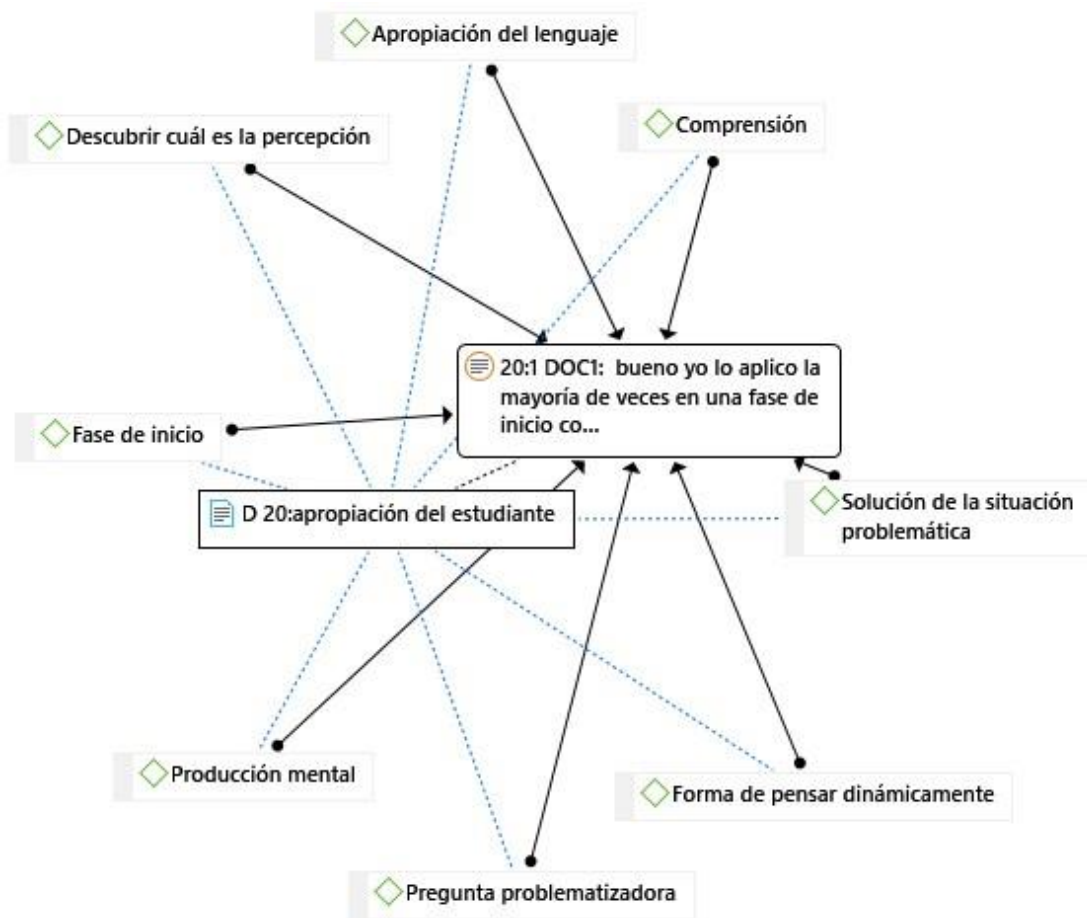 Apropiación del lenguaje
Comprensión
Descubrir cuál es la percepción
20:1 DOC1: bueno yo lo aplico la
mayoría de veces en una fase de
inicio co...
Fase de inicio
D 20:apropiación del estudiante
Solución de la situación
problemática
Producción mental
Forma de pensar dinámicamente
Pregunta problematizadora